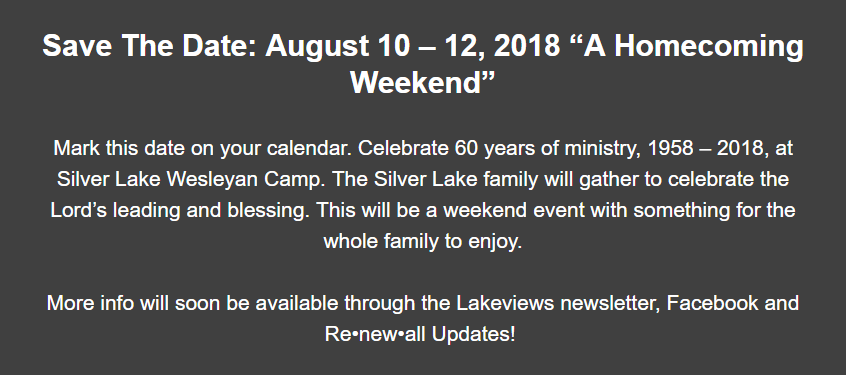 Save The Date: August 10 – 12, 2018 “A Homecoming
Weekend”
Mark this date on your calendar. Celebrate 60 years of ministry, 1958 – 2018, at
Silver Lake Wesleyan Camp. The Silver Lake family will gather to celebrate the
Lord’s leading and blessing. This will be a weekend event with something for the
whole family to enjoy.
More info will soon be available through the Lakeviews newsletter, Facebook and
Re•new•all Updates!